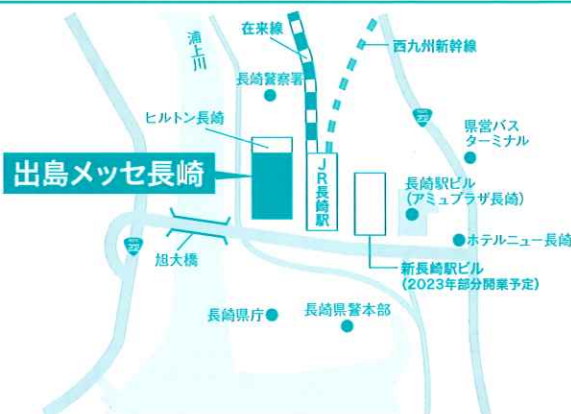 浦上川
在来線
西九州新幹線
長崎警察署
ヒルトン長崎
県営バス
ターミナル
出島メッセ長崎
JR長崎駅
長崎駅ビル
(アミュプラザ長崎)
旭大橋
ホテルニュー長崎
新長崎駅ビル
(2023年部分開業予定)
長崎県庁
長崎県警本部